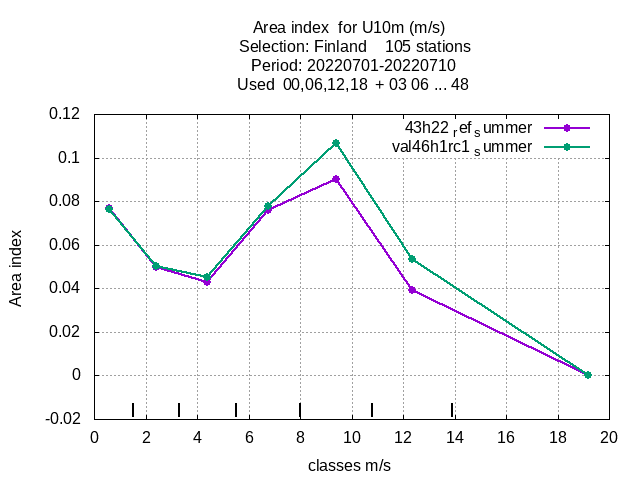 Area index for U10m (m/s)
Selection: Finland 105 stations
Period: 20220701-20220710
Used 00,06,12,18 + 03 06 ... 48
43h22 ref summer
val46h1rc1 summer
0.12
0.1
0.08
0.06
0.04
0.02
0
-0.02
Area index
0 2 4 6 8 10 12 14 16 18 20
classes m/s